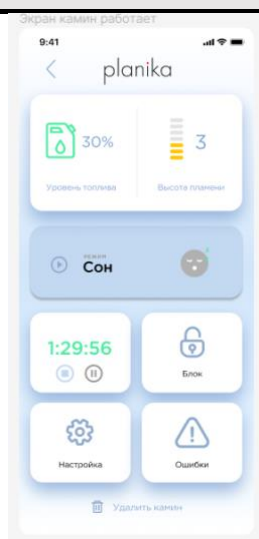 Экран камин работает
9:41
planika
30%
3
Уровень топлива
Высота пламени
РЕЖИМ
Сон
1:29:56
Блок
Настройка
Ошибки
Удалить камин